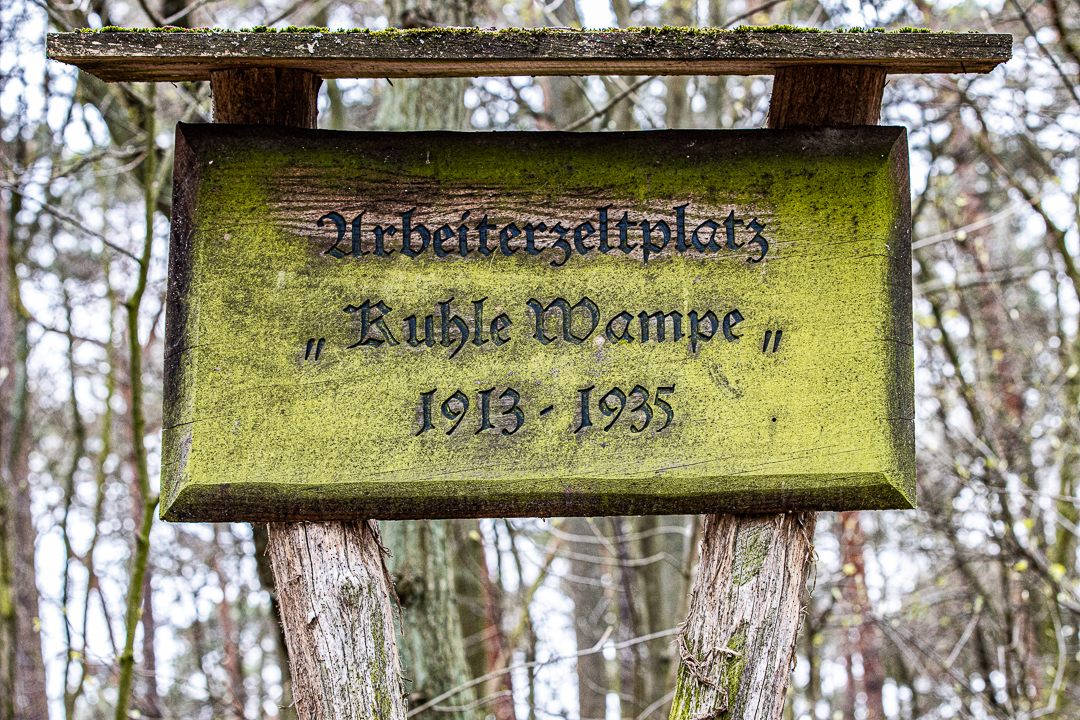 Arbeiterzeltplatz
„ Kuhle Wampe „
1913 - 1935